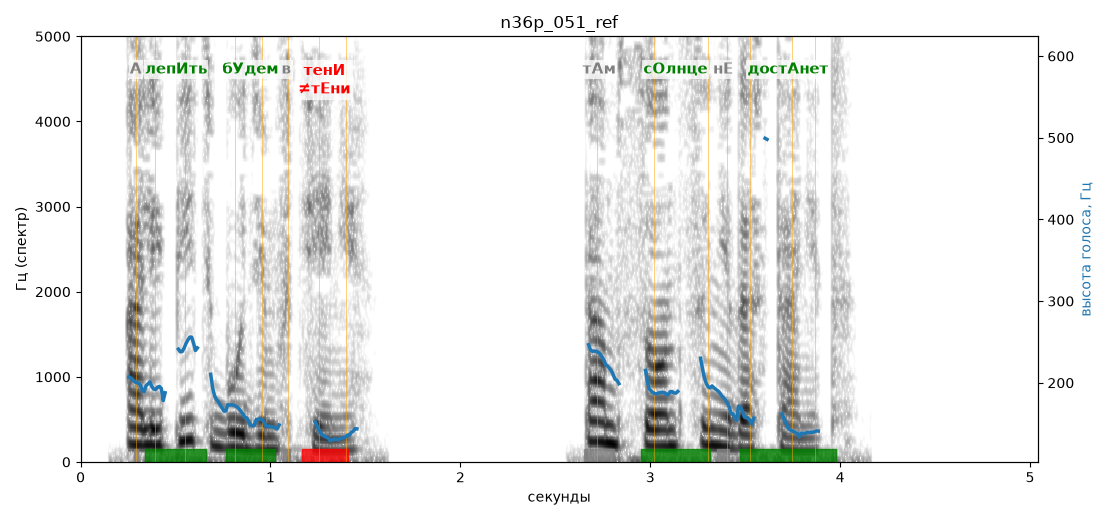 n36p_051_ref
А лепИть бУдем в тенИ тАм сОлнце нЕ достАнет
≠тЕни
5000
4000
3000
2000
1000
0
Гц (спектр)
600
500
400
300
200
высота голоса, Гц
0 1 2 3 4 5
секунды